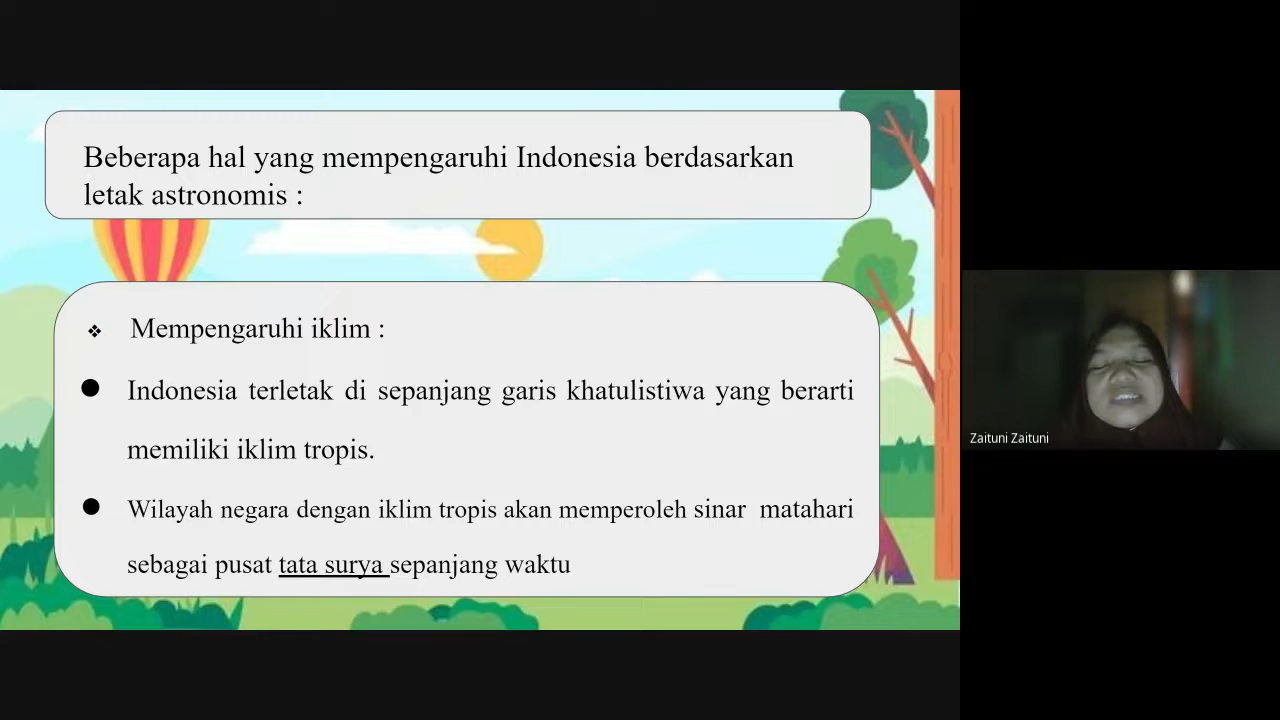 Beberapa hal yang mempengaruhi Indonesia berdasarkan
letak astronomis :
❖ Mempengaruhi iklim :
● Indonesia terletak di sepanjang garis khatulistiwa yang berarti
memiliki iklim tropis.
● Wilayah negara dengan iklim tropis akan memperoleh sinar matahari
sebagai pusat tata surya sepanjang waktu
Zaituni Zaituni